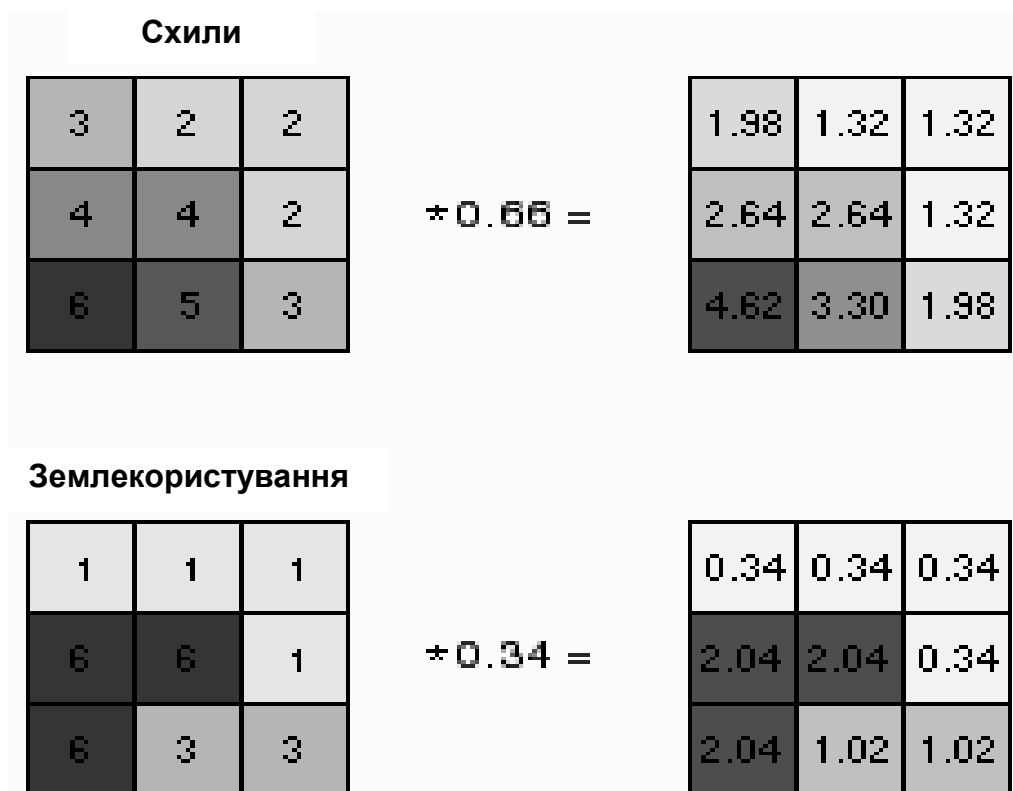 Схили
3 2 2 1.98 1.32 1.32
4 4 2 *0.66 = 2.64 2.64 1.32
6 5 3 4.62 3.30 1.98
Землекористування
1 1 1 0.34 0.34 0.34
6 6 1 *0.34 = 2.04 2.04 0.34
6 3 3 2.04 1.02 1.02